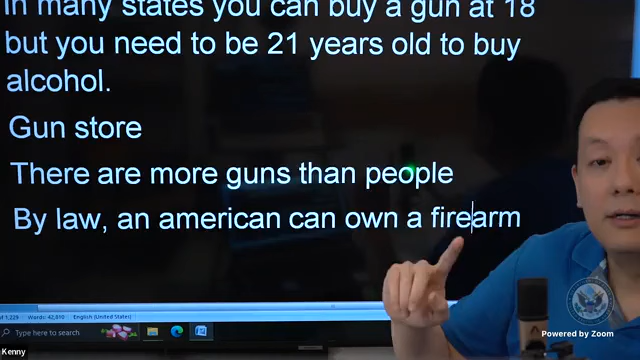 In many states you can buy a gun at 18
but you need to be 21 years old to buy
alcohol.
Gun store
There are more guns than people
By law, an american can own a firearm
1,229 Words: 42,810 English (United States)
Type here to search
Kenny
Powered by Zoom